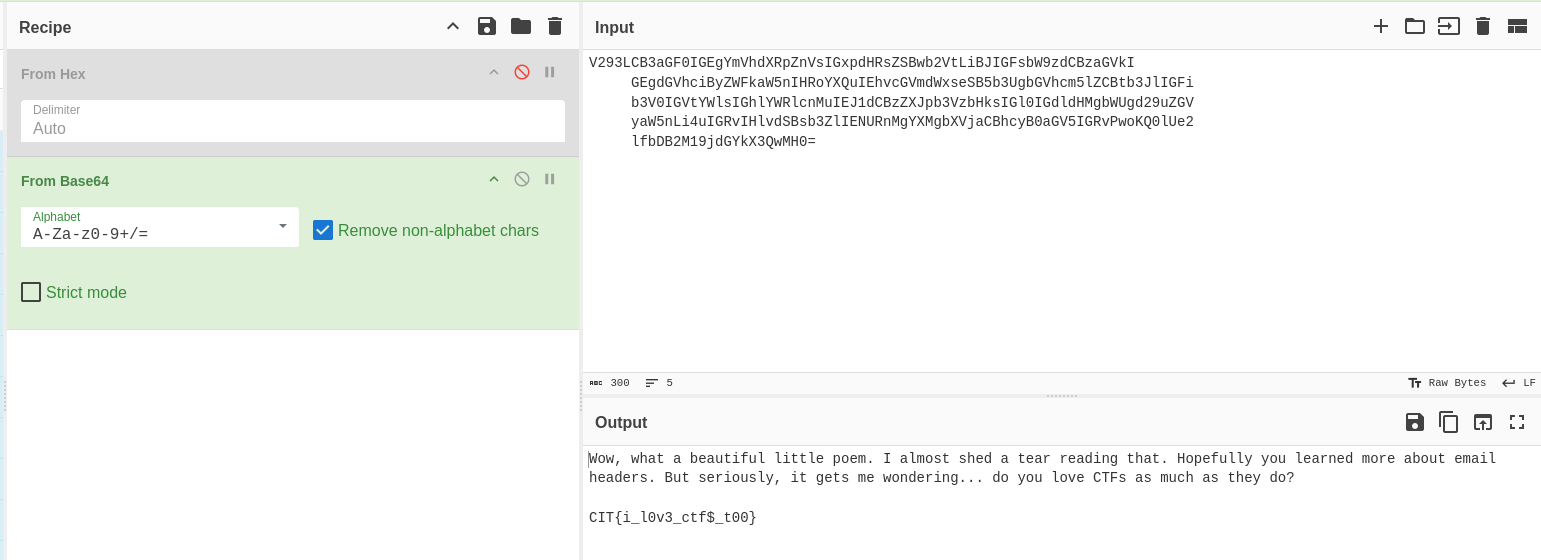 Recipe
From Hex
Delimiter
Auto
From Base64
Alphabet
A-Za-z0-9+/=
Remove non-alphabet chars
Strict mode
Input
V293LCB3aGF0IGEgYmVhdXRpZnVsIGxpdHRsZSBwb2VtLiBJIGFsbW9zdCBzaGVkI
GEgdGVhciByZWFkaW5nIHRoYXQuIEhvcGVmdWxseSB5b3UgbGVhcm5lZCBtb3JlIGFi
b3V0IGVtYWlsIGhlYWRlcnMuIEJ1dCBzZXJpb3VzbHksIGl0IGdldHMgbWUgd29uZGV
yaW5nLi4uIGRvIHlvdSBsb3ZlIENURnMgYXMgbXVjaCBhcyB0aGV5IGRvPwoKQ0lUe2
lfbDB2M19jdGYkX3QwMH0=
ABC 300 5 Tт Raw Bytes LF
Output
Wow, what a beautiful little poem. I almost shed a tear reading that. Hopefully you learned more about email
headers. But seriously, it gets me wondering... do you love CTFs as much as they do?
CIT{i_l0v3_ctf$_t00}